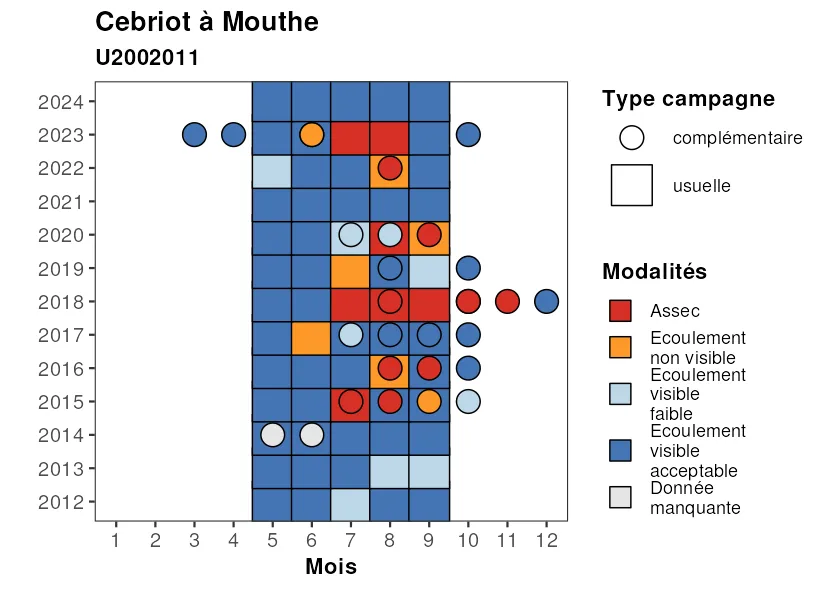 Cebriot à Mouthe
U2002011
2024
2023
2022
2021
2020
2019
2018
2017
2016
2015
2014
2013
2012
1 2 3 4 5 6 7 8 9 10 11 12
Mois
Type campagne
complémentaire
usuelle
Modalités
Assec
Ecoulement
non visible
Ecoulement
visible
faible
Ecoulement
visible
acceptable
Donnée
manquante